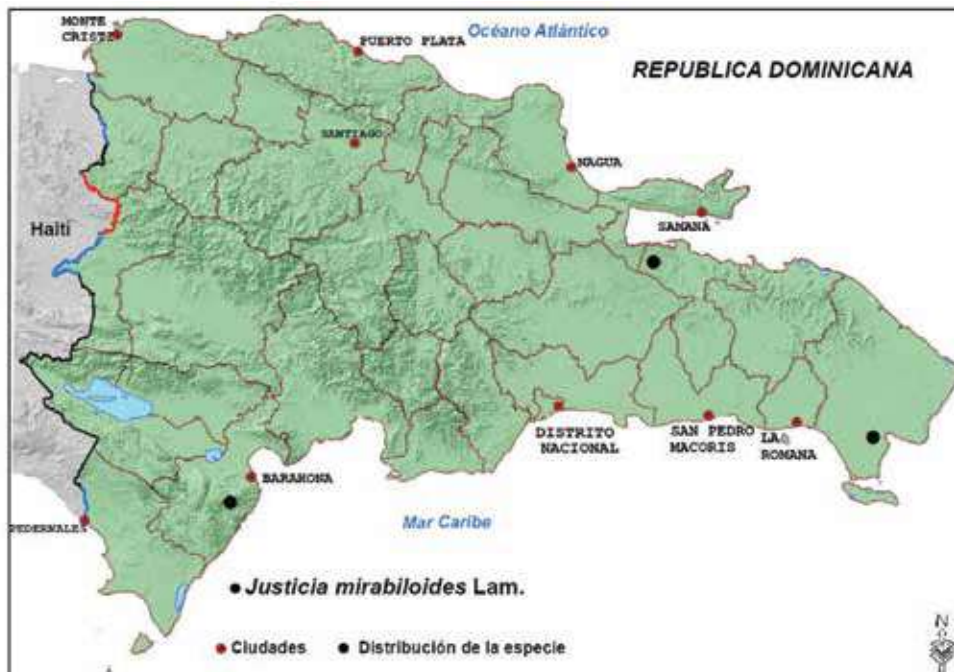 MONTE
CRISTI
PUERTO PLATA
Océano Atlántico
REPUBLICA DOMINICANA
SANTIAGO
NAGUA
Haití
SAMANÁ
DISTRITO
NACIONAL
SAN PEDRO
MACORIS
LA
ROMANA
BARAHONA
PEDERNALES
Mar Caribe
Justicia mirabiloides Lam.
Ciudades
Distribución de la especie
N